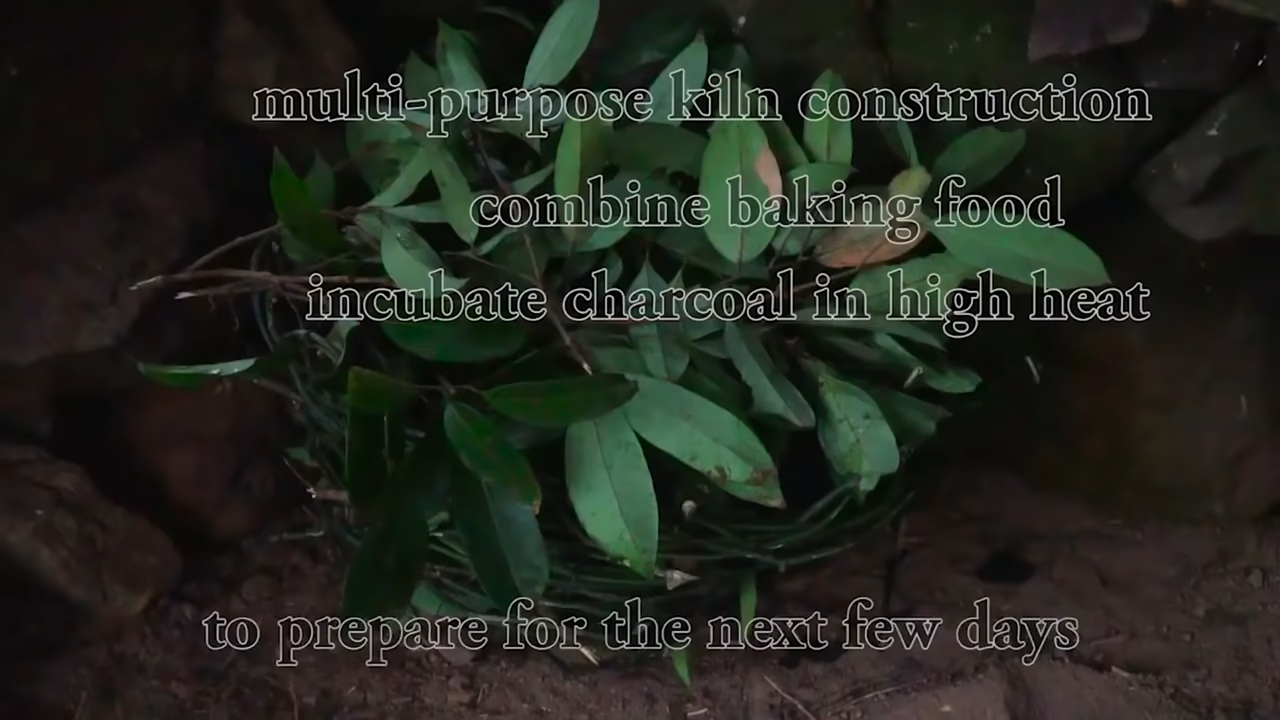 multi-purpose kiln construction
combine baking food
incubate charcoal in high heat
to prepare for the next few days